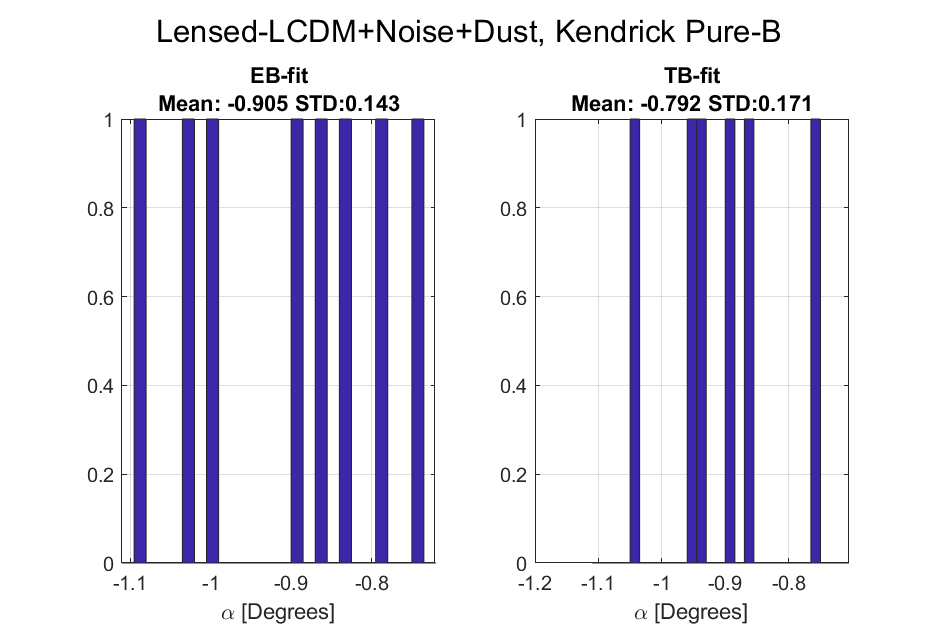 Lensed-LCDM+Noise+Dust, Kendrick Pure-B
EB-fit
Mean: -0.905 STD:0.143
1
0.8
0.6
0.4
0.2
0
-1.1 -1 -0.9 -0.8
α [Degrees]
TB-fit
Mean: -0.792 STD:0.171
1
0.8
0.6
0.4
0.2
0
-1.2 -1.1 -1 -0.9 -0.8
α [Degrees]